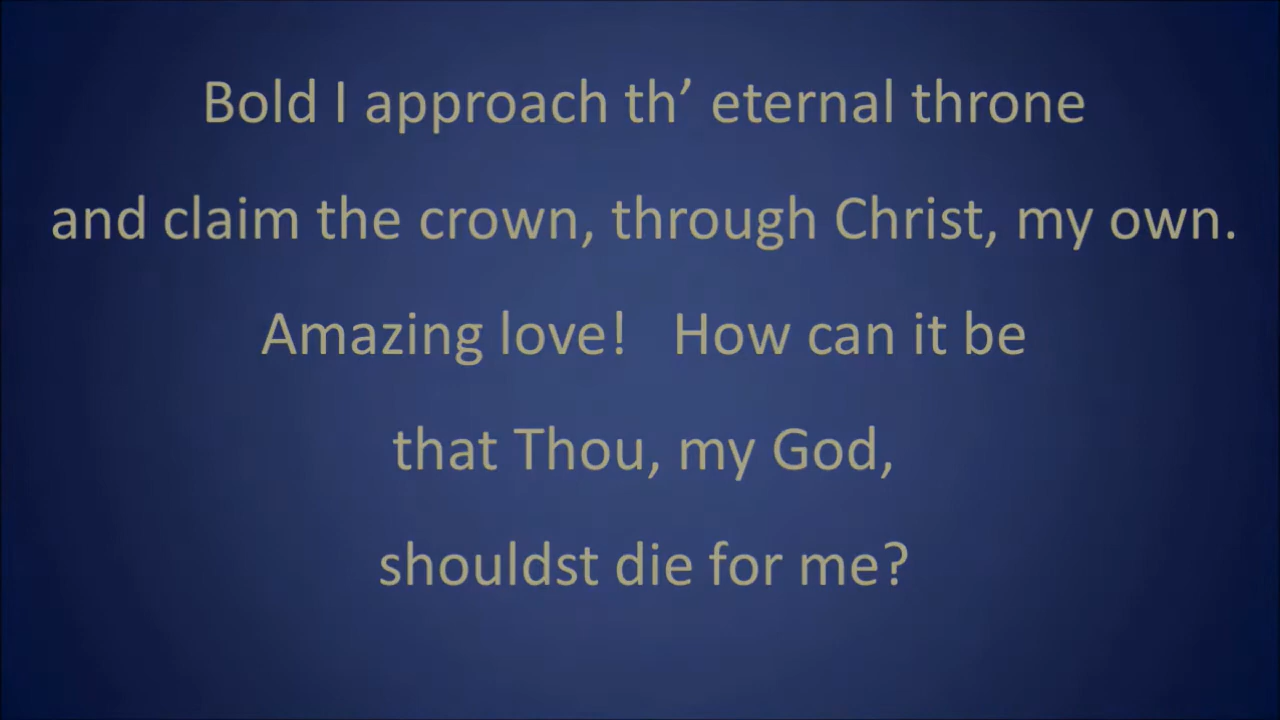 Bold I approach th’ eternal throne
and claim the crown, through Christ, my own.
Amazing love!   How can it be
that Thou, my God,
shouldst die for me?